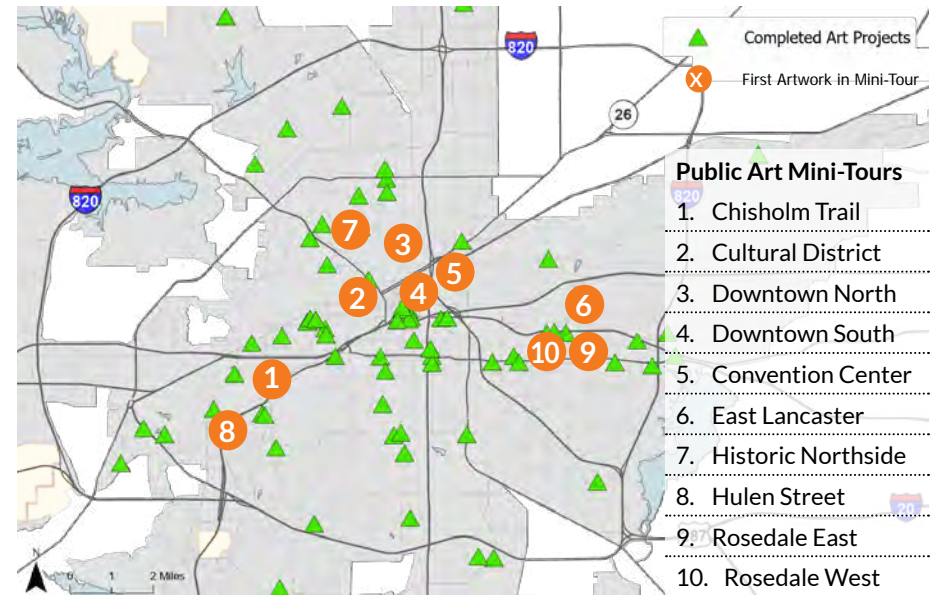 820
Completed Art Projects
X
First Artwork in Mini-Tour
26
820
820
Public Art Mini-Tours
1. Chisholm Trail
2. Cultural District
3. Downtown North
4. Downtown South
5. Convention Center
6. East Lancaster
7. Historic Northside
8. Hulen Street
9. Rosedale East
10. Rosedale West
7
3
5
2
4
6
10
9
1
8
20
N
0 1 2 Miles